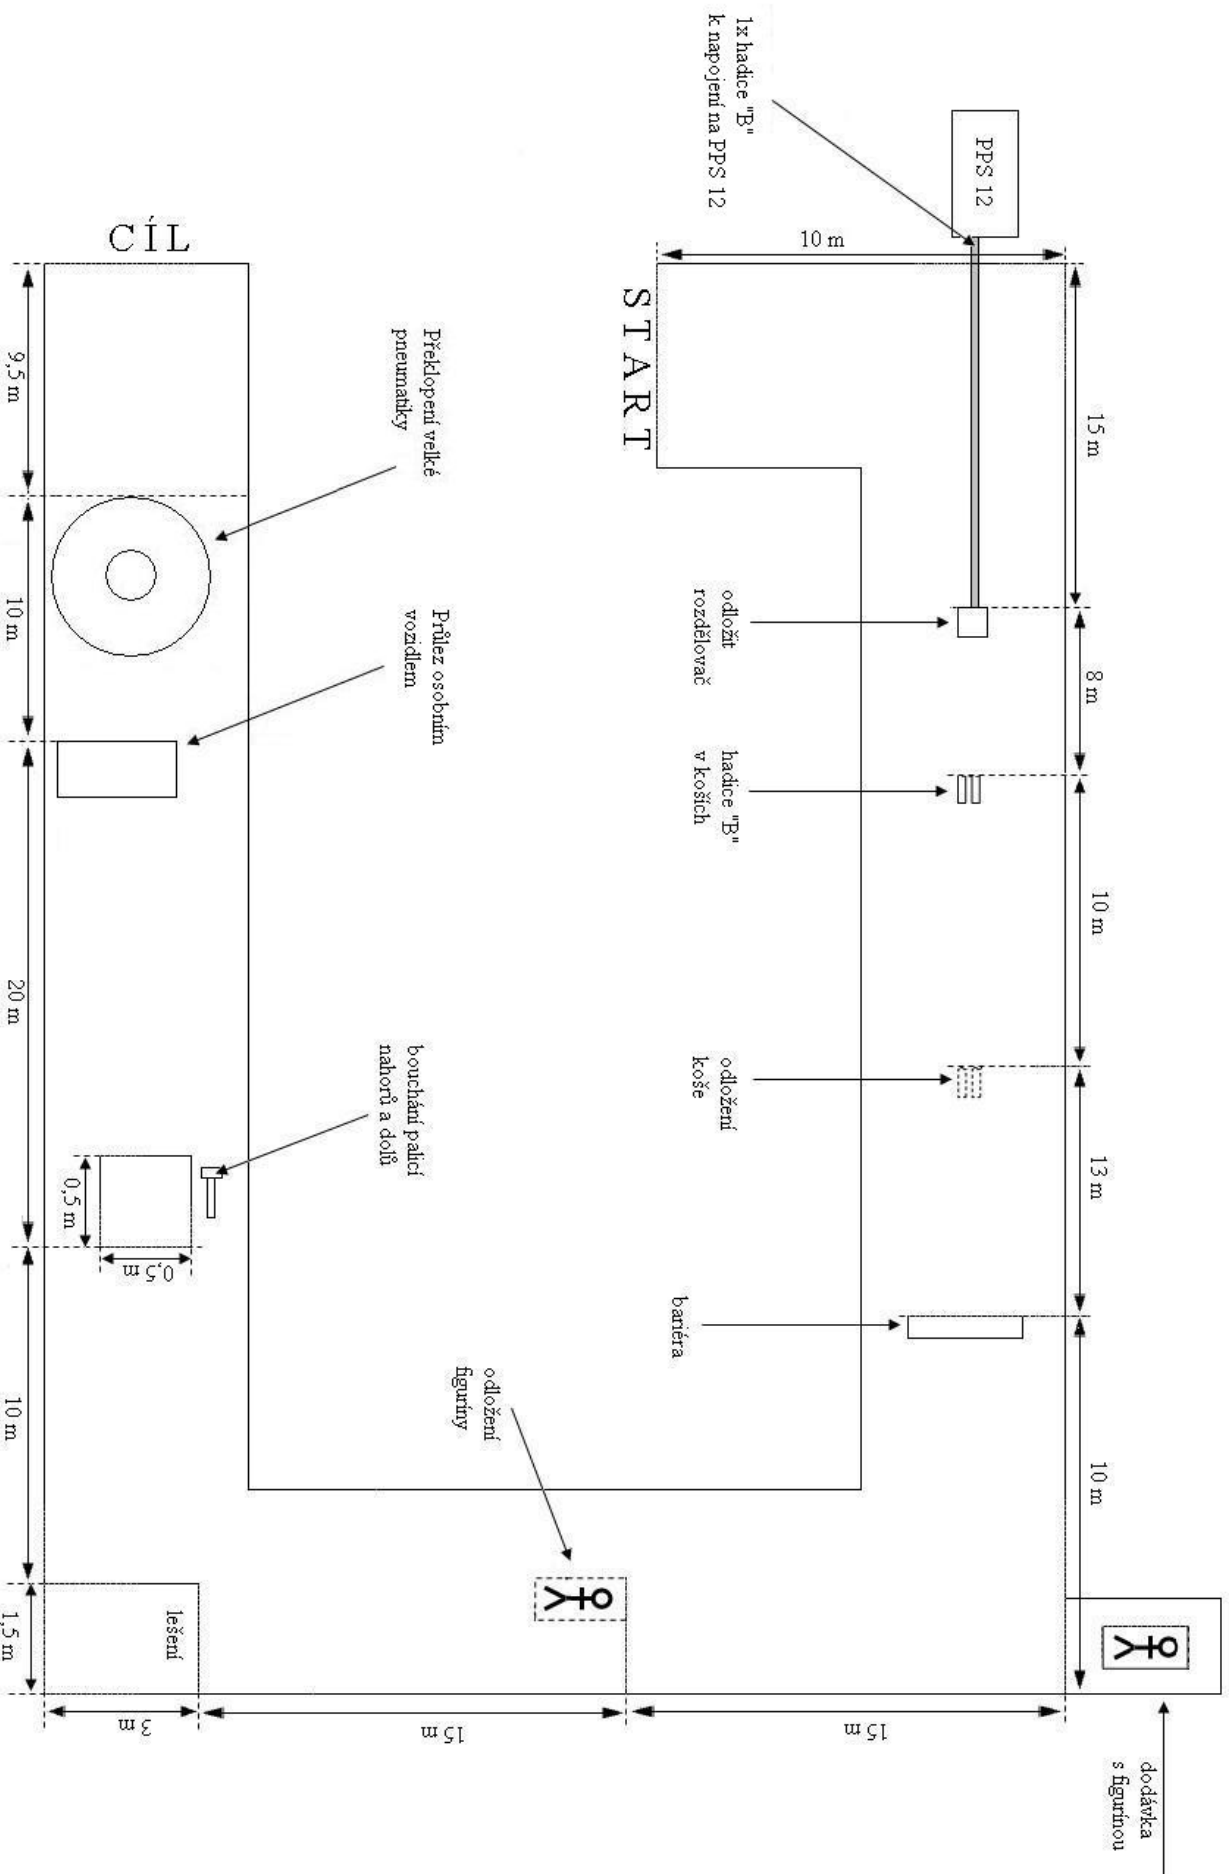 1x hadice "B"
k napojení na PPS 12
PPS 12
10 m
START
CÍL
15 m
8 m
10 m
13 m
10 m
odložit
rozdělovač
hadice "B"
v koších
odložení
koše
bariéra
Překlopení velké
pneumatiky
Průlez osobním
vozidlem
bouchání palicí
nahorů a dolů
odložení
figuríny
dodávka
s figurínou
lešení
9,5 m
10 m
20 m
0,5 m
0,5 m
10 m
1,5 m
3 m
15 m
15 m